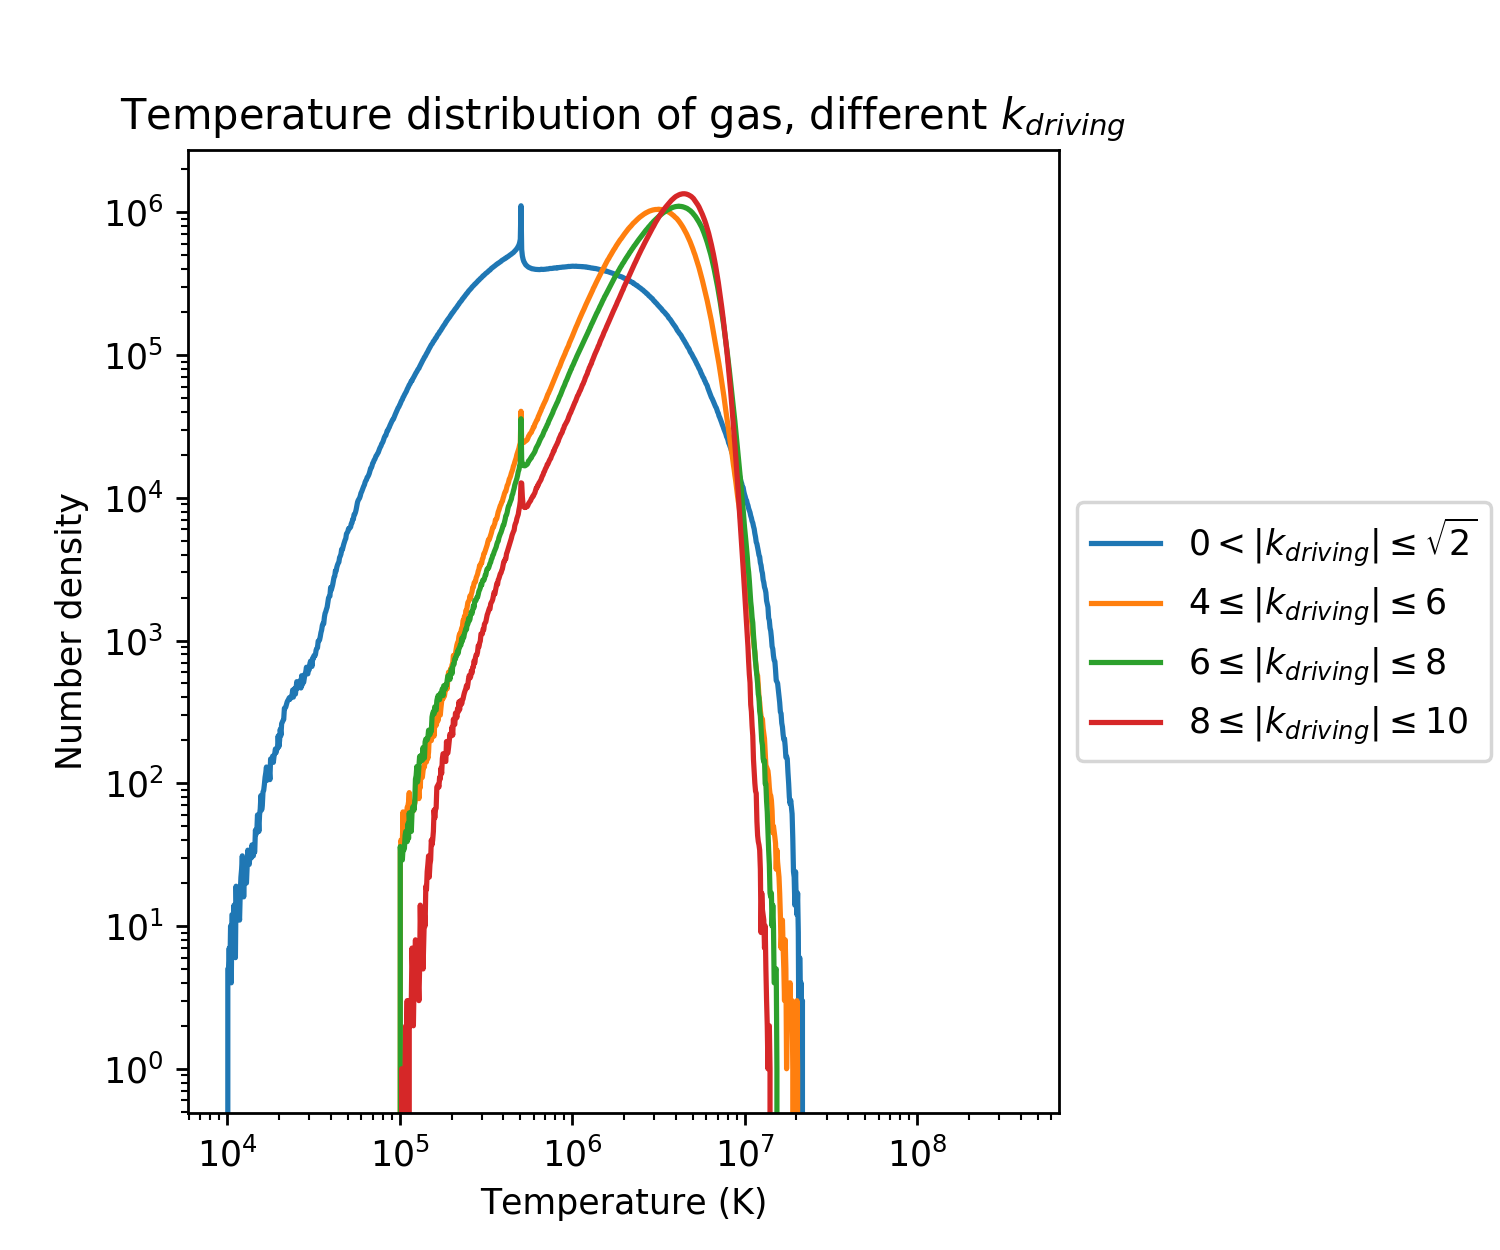 Temperature distribution of gas, different k_driving
10^6
10^5
10^4
10^3
10^2
10^1
10^0
Number density
10^4 10^5 10^6 10^7 10^8
Temperature (K)
0 < |k_driving| ≤ √2
4 ≤ |k_driving| ≤ 6
6 ≤ |k_driving| ≤ 8
8 ≤ |k_driving| ≤ 10